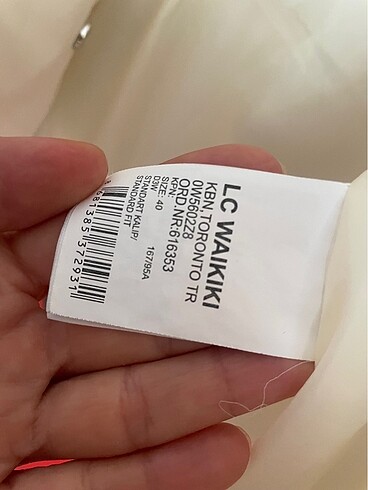 LC WAIKIKI
KBN.TORONTO TR
0W5602Z8
ORD NR:616353
KPN:
SIZE: 40
D3W
167/95A
STANDART KALIP/
STANDARD FIT
8681385372931